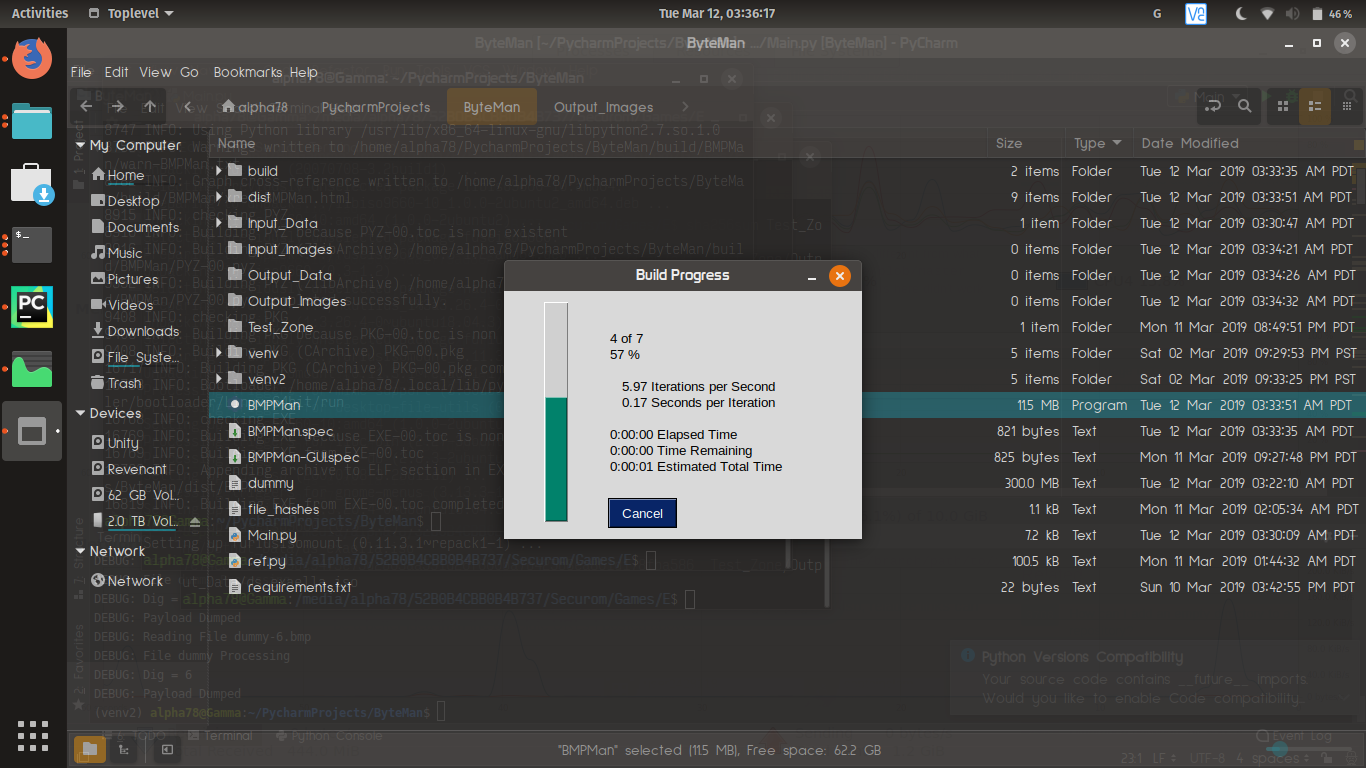 Activities Toplevel Tue Mar 12, 03:36:17 G 46 %
ByteMan
File Edit View Go Bookmarks Help
alpha78 PycharmProjects ByteMan Output_Images
My Computer
Home
Desktop
Documents
Music
Pictures
Videos
Downloads
File Syste…
Trash
Devices
Unity
Revenant
62 GB Vol…
2.0 TB Vol…
Network
Network
Name Size Type Date Modified
build 2 items Folder Tue 12 Mar 2019 03:33:35 AM PDT
dist 9 items Folder Tue 12 Mar 2019 03:33:51 AM PDT
Input_Data 1 item Folder Tue 12 Mar 2019 03:30:47 AM PDT
Input_Images 0 items Folder Tue 12 Mar 2019 03:34:21 AM PDT
Output_Data 0 items Folder Tue 12 Mar 2019 03:34:26 AM PDT
Output_Images 0 items Folder Tue 12 Mar 2019 03:34:32 AM PDT
Test_Zone 1 item Folder Mon 11 Mar 2019 08:49:51 PM PDT
venv 5 items Folder Sat 02 Mar 2019 09:29:53 PM PST
venv2 5 items Folder Sat 02 Mar 2019 09:33:25 PM PST
BMPMan 11.5 MB Program Tue 12 Mar 2019 03:33:51 AM PDT
BMPMan.spec 821 bytes Text Tue 12 Mar 2019 03:33:35 AM PDT
BMPMan-GUI.spec 825 bytes Text Mon 11 Mar 2019 09:27:48 PM PDT
dummy 300.0 MB Text Tue 12 Mar 2019 03:22:10 AM PDT
file_hashes 1.1 kB Text Mon 11 Mar 2019 02:05:34 AM PDT
Main.py 7.2 kB Text Tue 12 Mar 2019 03:30:09 AM PDT
ref.py 100.5 kB Text Mon 11 Mar 2019 01:44:32 AM PDT
requirements.txt 22 bytes Text Sun 10 Mar 2019 03:42:55 PM PDT
Build Progress
4 of 7
57 %
5.97 Iterations per Second
0.17 Seconds per Iteration
0:00:00 Elapsed Time
0:00:00 Time Remaining
0:00:01 Estimated Total Time
Cancel
DEBUG: Dig =
alpha78@Gamma:/media/alpha78/52B0B4CBB0B4B737/Securom/Games/E$
DEBUG: Payload Dumped
DEBUG: Reading File dummy-6.bmp
DEBUG: File dummy Processing
DEBUG: Dig = 6
DEBUG: Payload Dumped
(venv2) alpha78@Gamma:~/PycharmProjects/ByteMan$
Python Versions Compatibility
Your source code contains __future__ imports.
Would you like to enable Code compatibility...
Terminal Python Console Event Log
"BMPMan" selected (11.5 MB), Free space: 62.2 GB
23:1 LF UTF-8 4 spaces